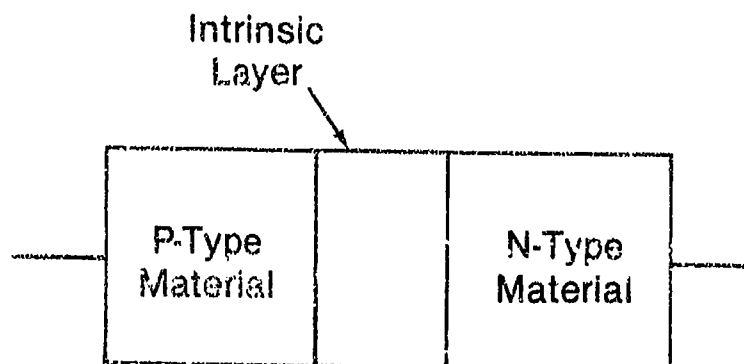 Intrinsic
Layer
P-Type
Material
N-Type
Material